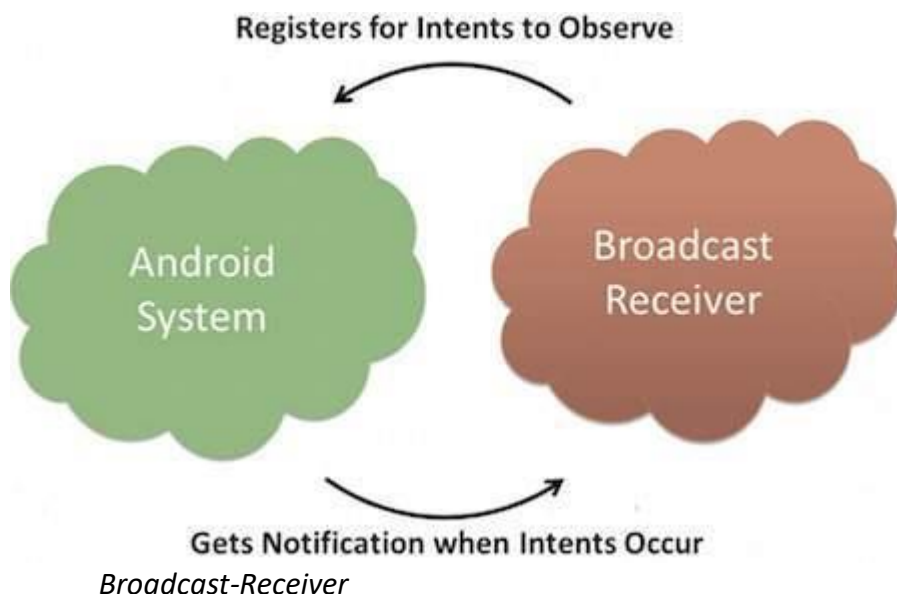 Registers for Intents to Observe
Android
System
Broadcast
Receiver
Gets Notification when Intents Occur
Broadcast-Receiver